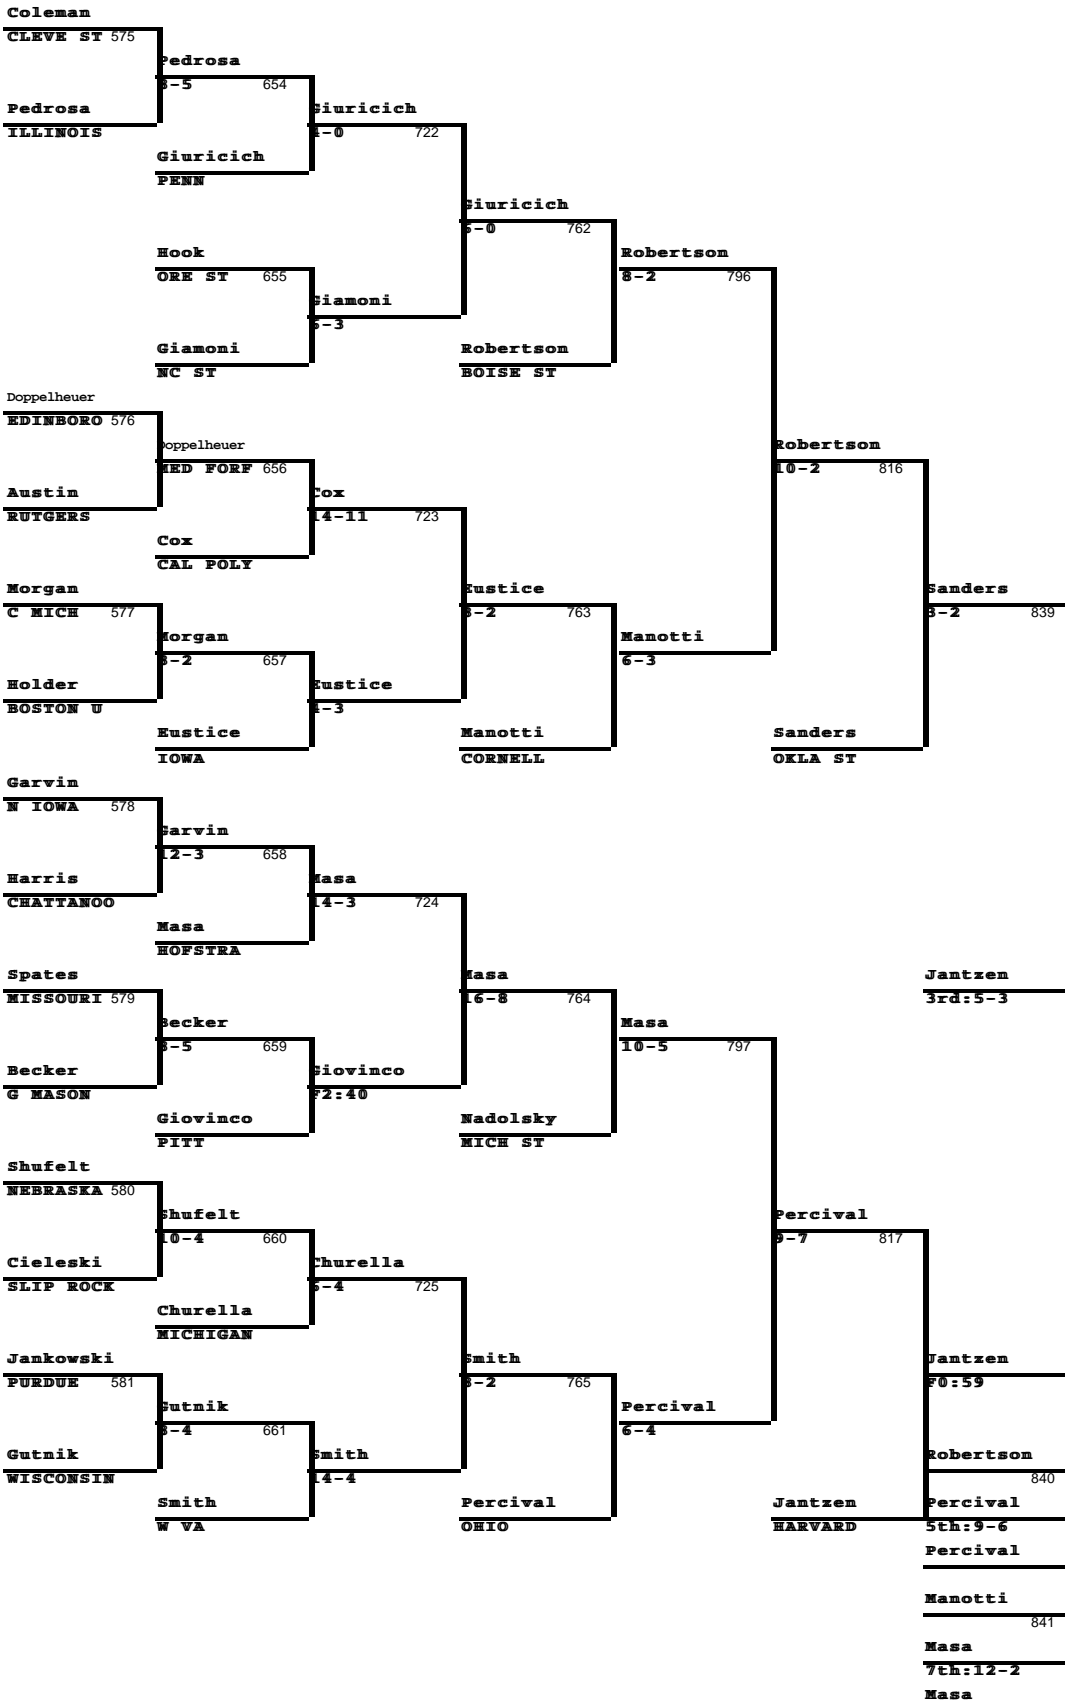 Coleman
CLEVE ST 575
Pedrosa
8-5 654
Pedrosa
ILLINOIS
Giuricich
4-0 722
Giuricich
PENN
Giuricich
6-0 762
Hook
ORE ST 655
Robertson
8-2 796
Giamoni
6-3
Giamoni
NC ST
Robertson
BOISE ST
Doppelheuer
EDINBORO 576
Doppelheuer
MED FORF 656
Robertson
10-2 816
Austin
RUTGERS
Cox
14-11 723
Cox
CAL POLY
Morgan
C MICH 577
Eustice
8-2 763
Sanders
3-2 839
Morgan
8-2 657
Manotti
6-3
Holder
BOSTON U
Eustice
4-3
Eustice
IOWA
Manotti
CORNELL
Sanders
OKLA ST
Garvin
N IOWA 578
Garvin
12-3 658
Harris
CHATTANOO
Masa
14-3 724
Masa
HOFSTRA
Spates
MISSOURI 579
Masa
16-8 764
Jantzen
3rd:5-3
Becker
8-5 659
Masa
10-5 797
Becker
G MASON
Giovinco
F2:40
Giovinco
PITT
Nadolsky
MICH ST
Shufelt
NEBRASKA 580
Shufelt
10-4 660
Percival
9-7 817
Cieleski
SLIP ROCK
Churella
6-4 725
Churella
MICHIGAN
Jankowski
PURDUE 581
Smith
8-2 765
Jantzen
F0:59
Gutnik
8-4 661
Percival
6-4
Gutnik
WISCONSIN
Smith
14-4
Robertson
840
Smith
W VA
Percival
OHIO
Jantzen
HARVARD
Percival
5th:9-6
Percival
Manotti
841
Masa
7th:12-2
Masa